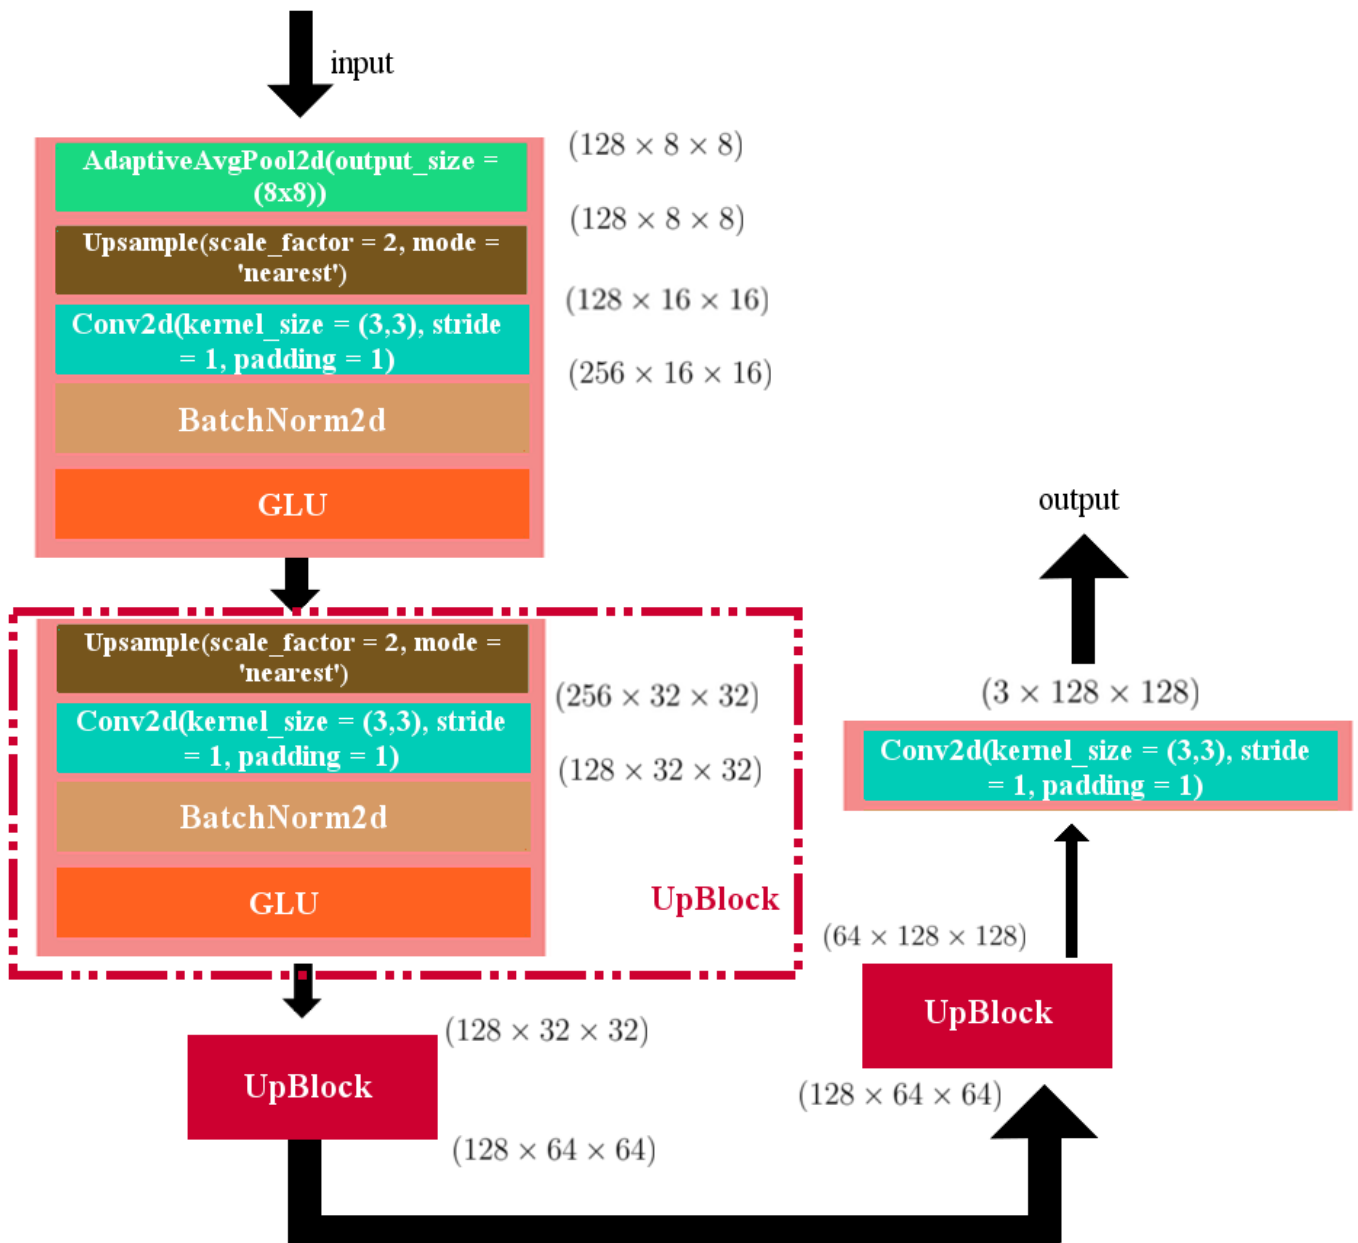 input
AdaptiveAvgPool2d(output_size =
(8x8))
(128 × 8 × 8)
(128 × 8 × 8)
Upsample(scale_factor = 2, mode =
'nearest')
(128 × 16 × 16)
Conv2d(kernel_size = (3,3), stride
= 1, padding = 1)
(256 × 16 × 16)
BatchNorm2d
GLU
Upsample(scale_factor = 2, mode =
'nearest')
(256 × 32 × 32)
Conv2d(kernel_size = (3,3), stride
= 1, padding = 1)
(128 × 32 × 32)
BatchNorm2d
GLU
UpBlock
(128 × 32 × 32)
UpBlock
(128 × 64 × 64)
(128 × 64 × 64)
UpBlock
(64 × 128 × 128)
Conv2d(kernel_size = (3,3), stride
= 1, padding = 1)
(3 × 128 × 128)
output